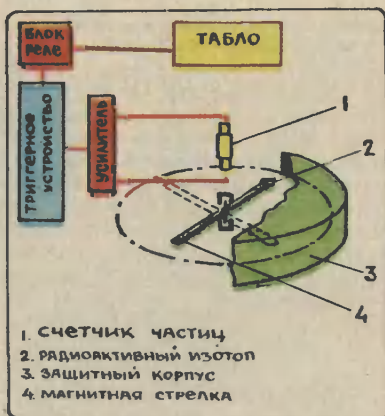 БЛОК
РЕЛЕ
ТАБЛО
ТРИГГЕРНОЕ
УСТРОЙСТВО
УСИЛИТЕЛЬ
1
2
3
4
1. СЧЕТЧИК ЧАСТИЦ
2. РАДИОАКТИВНЫЙ ИЗОТОП
3. ЗАЩИТНЫЙ КОРПУС
4. МАГНИТНАЯ СТРЕЛКА